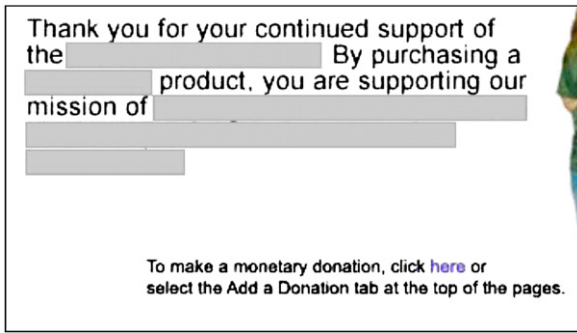 Thank you for your continued support of
the By purchasing a
product, you are supporting our
mission of
To make a monetary donation, click here or
select the Add a Donation tab at the top of the pages.